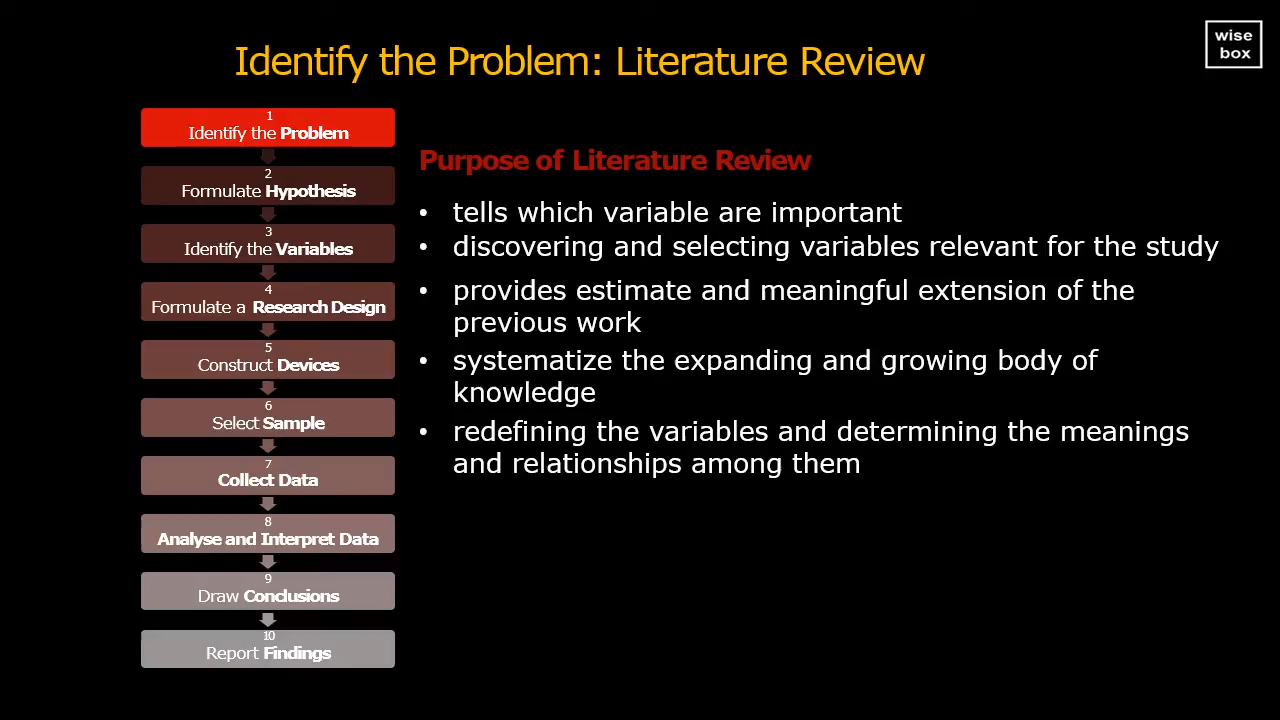 Identify the Problem: Literature Review
wise
box
1
Identify the Problem
2
Formulate Hypothesis
3
Identify the Variables
4
Formulate a Research Design
5
Construct Devices
6
Select Sample
7
Collect Data
8
Analyse and Interpret Data
9
Draw Conclusions
10
Report Findings
Purpose of Literature Review
• tells which variable are important
• discovering and selecting variables relevant for the study
• provides estimate and meaningful extension of the
previous work
• systematize the expanding and growing body of
knowledge
• redefining the variables and determining the meanings
and relationships among them